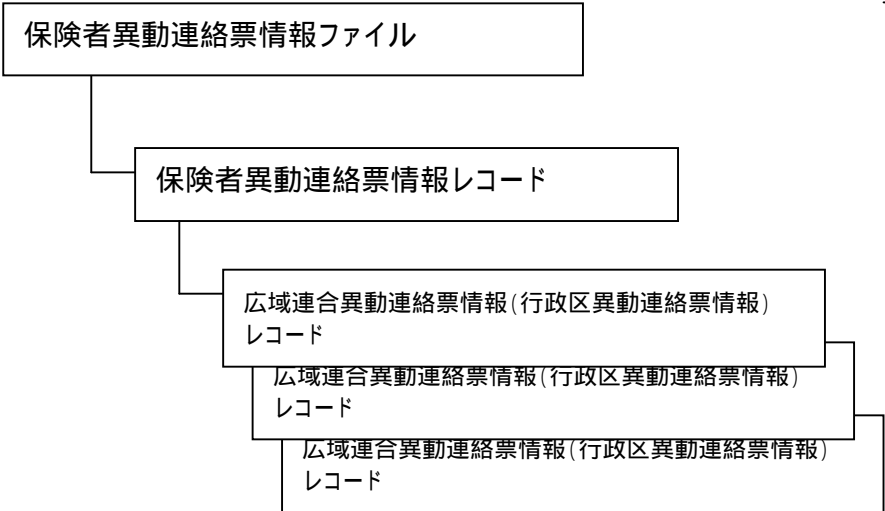 保険者異動連絡票情報ファイル
保険者異動連絡票情報レコード
広域連合異動連絡票情報(行政区異動連絡票情報)
レコード
広域連合異動連絡票情報(行政区異動連絡票情報)
レコード
広域連合異動連絡票情報(行政区異動連絡票情報)
レコード